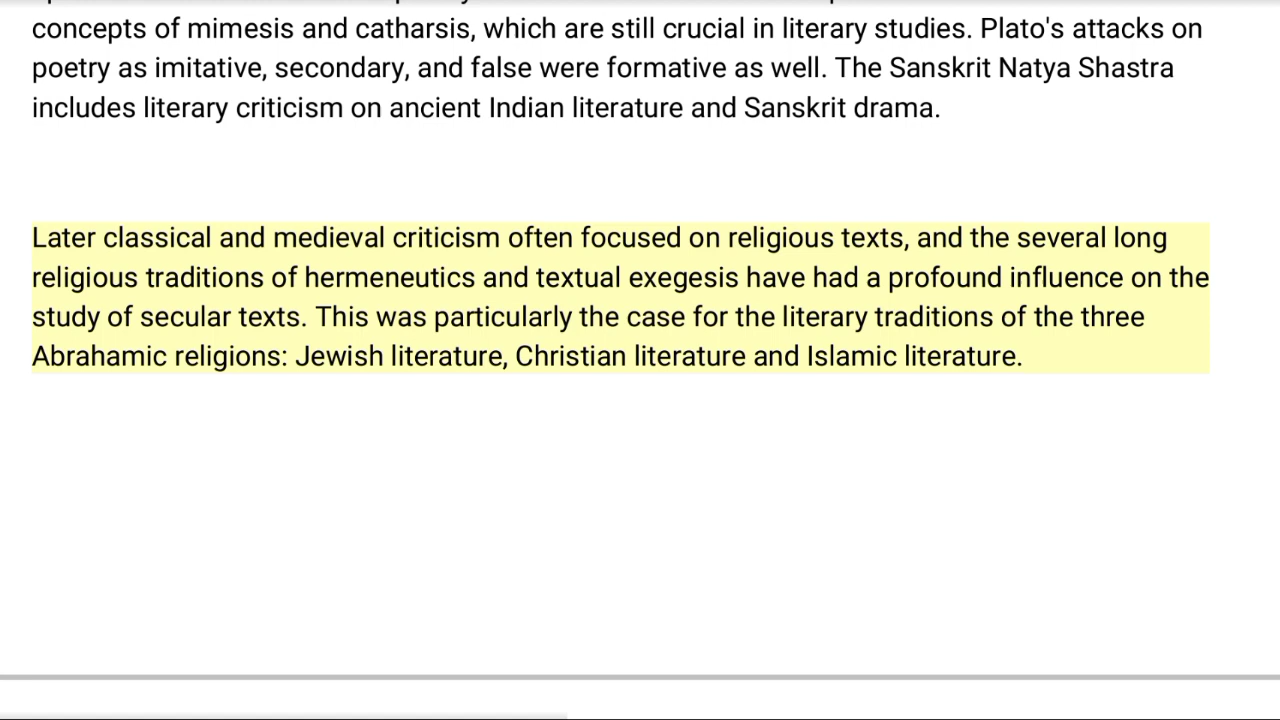 concepts of mimesis and catharsis, which are still crucial in literary studies. Plato's attacks on
poetry as imitative, secondary, and false were formative as well. The Sanskrit Natya Shastra
includes literary criticism on ancient Indian literature and Sanskrit drama.
Later classical and medieval criticism often focused on religious texts, and the several long
religious traditions of hermeneutics and textual exegesis have had a profound influence on the
study of secular texts. This was particularly the case for the literary traditions of the three
Abrahamic religions: Jewish literature, Christian literature and Islamic literature.